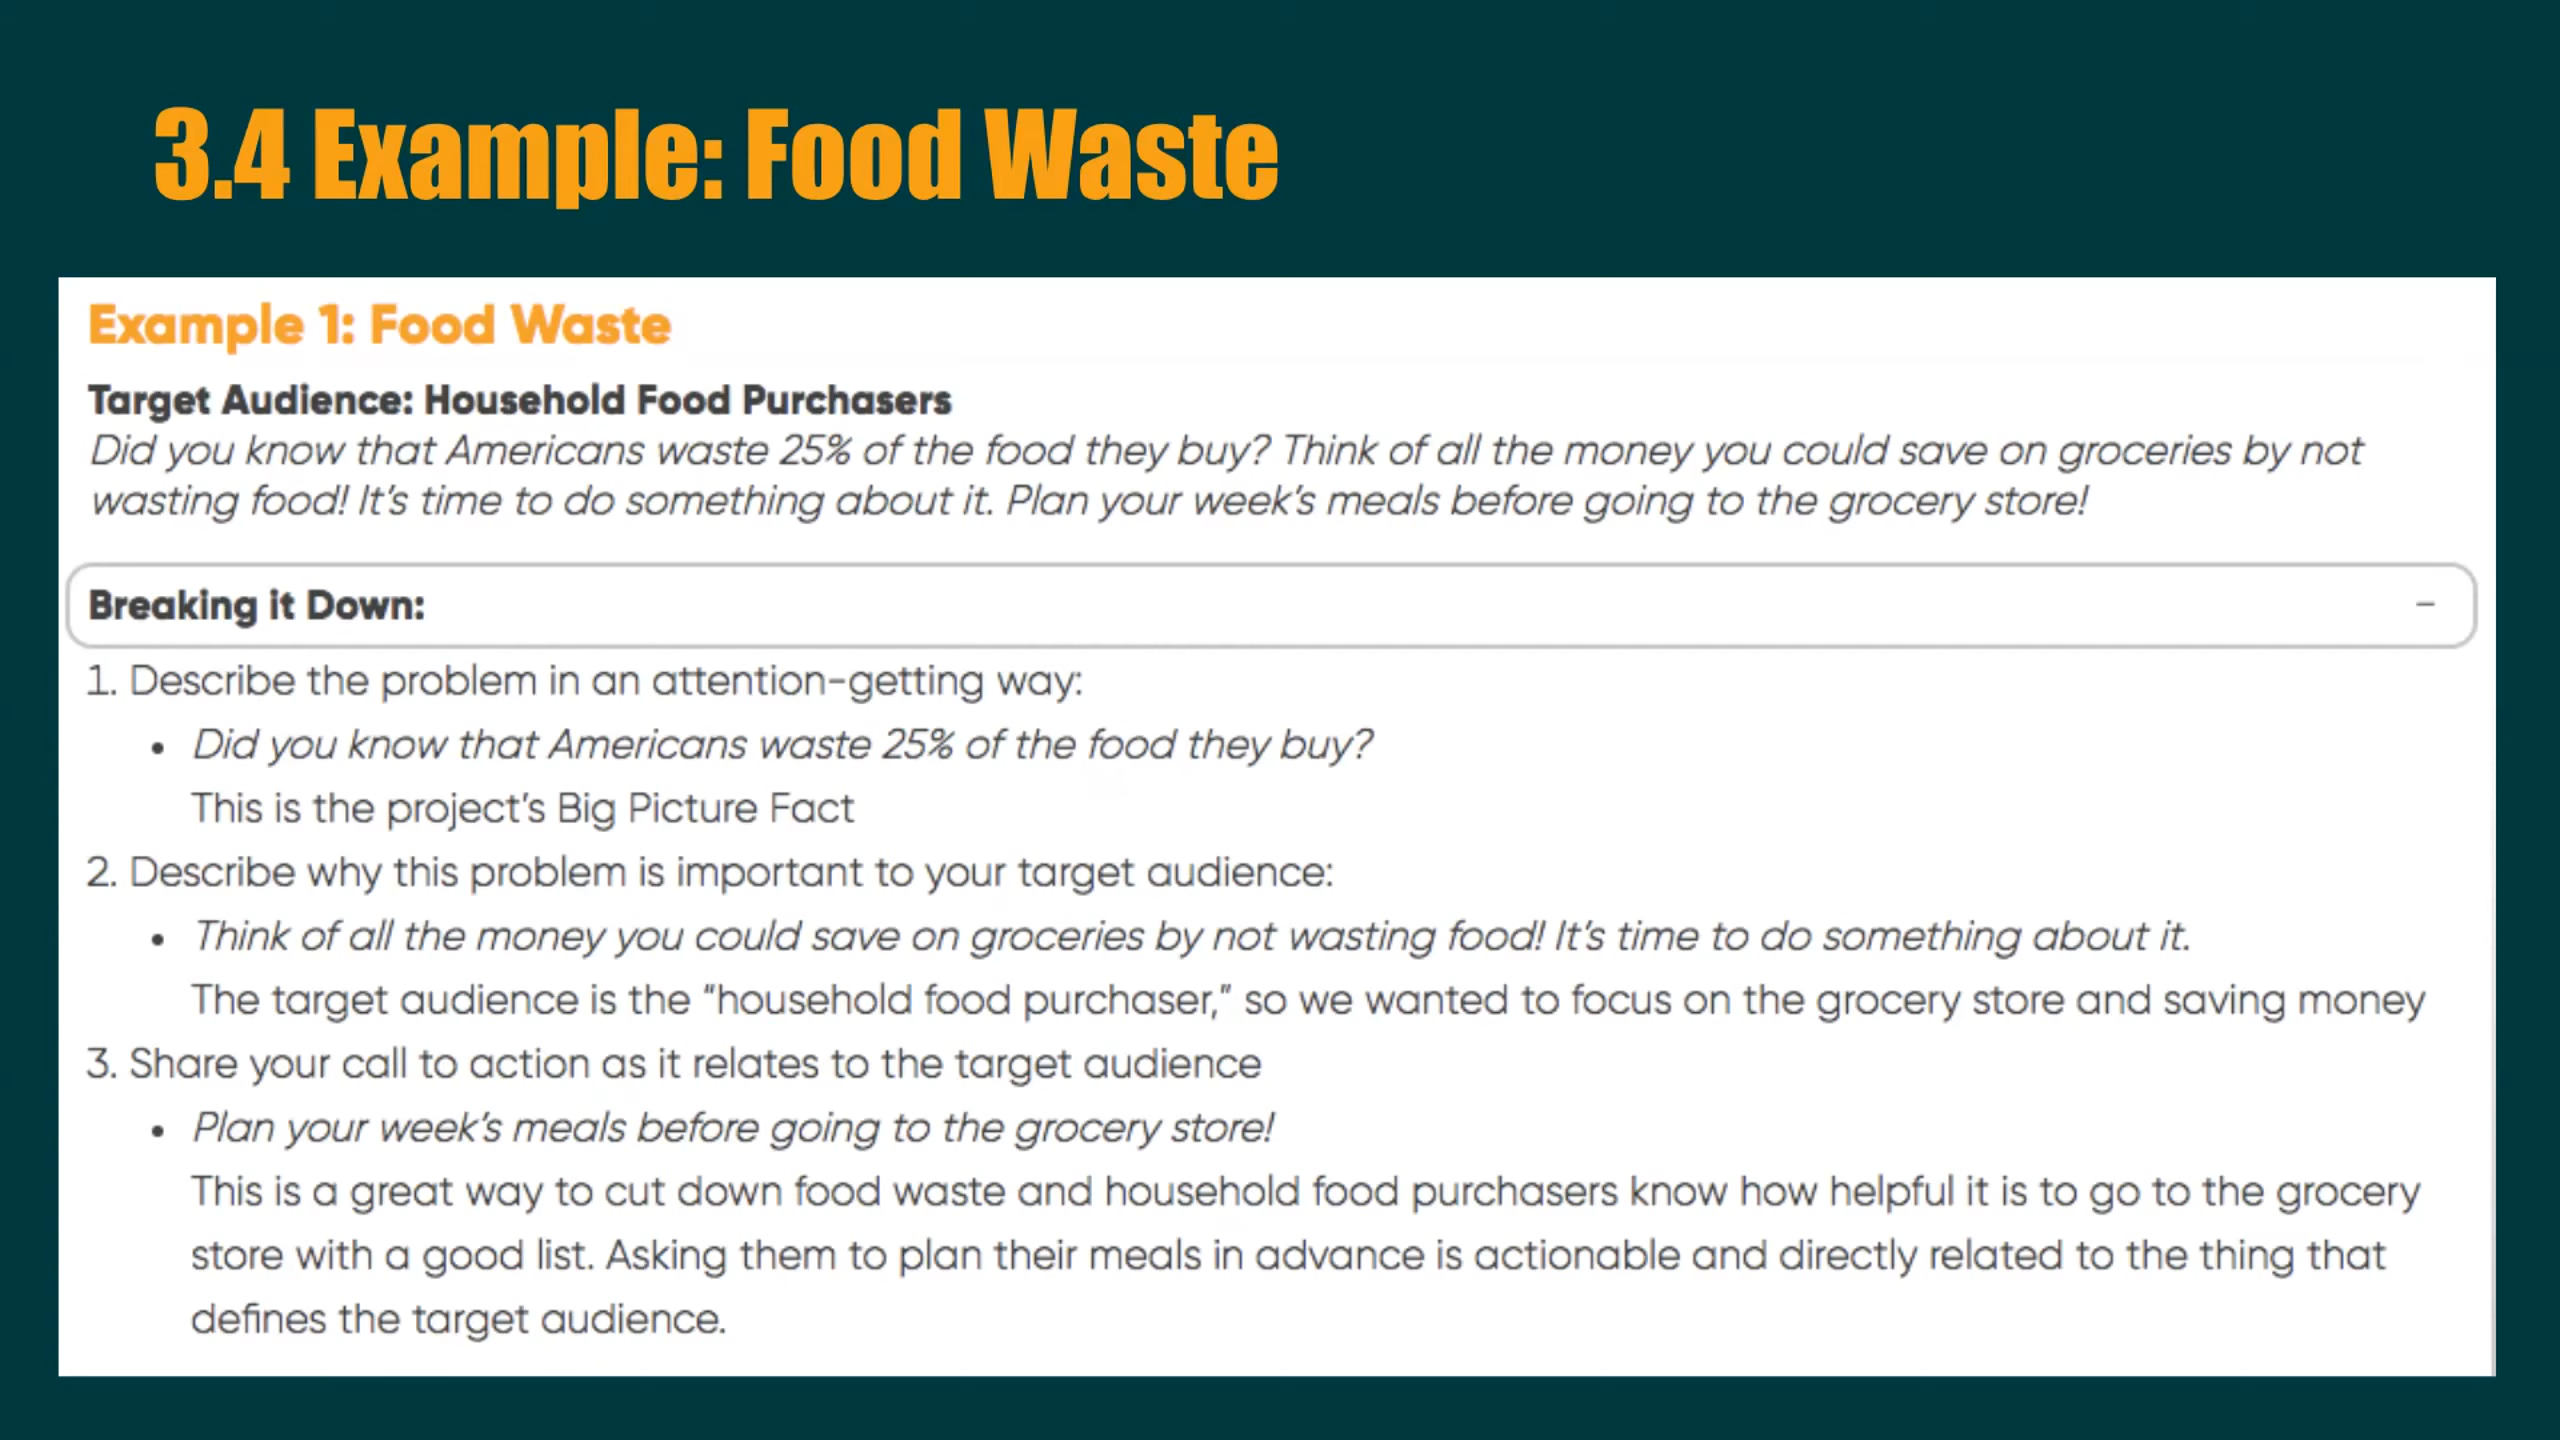 3.4 Example: Food Waste
Example 1: Food Waste
Target Audience: Household Food Purchasers
Did you know that Americans waste 25% of the food they buy? Think of all the money you could save on groceries by not
wasting food! It’s time to do something about it. Plan your week’s meals before going to the grocery store!
Breaking it Down:
–
1. Describe the problem in an attention-getting way:
• Did you know that Americans waste 25% of the food they buy?
This is the project’s Big Picture Fact
2. Describe why this problem is important to your target audience:
• Think of all the money you could save on groceries by not wasting food! It’s time to do something about it.
The target audience is the “household food purchaser,” so we wanted to focus on the grocery store and saving money
3. Share your call to action as it relates to the target audience
• Plan your week’s meals before going to the grocery store!
This is a great way to cut down food waste and household food purchasers know how helpful it is to go to the grocery
store with a good list. Asking them to plan their meals in advance is actionable and directly related to the thing that
defines the target audience.